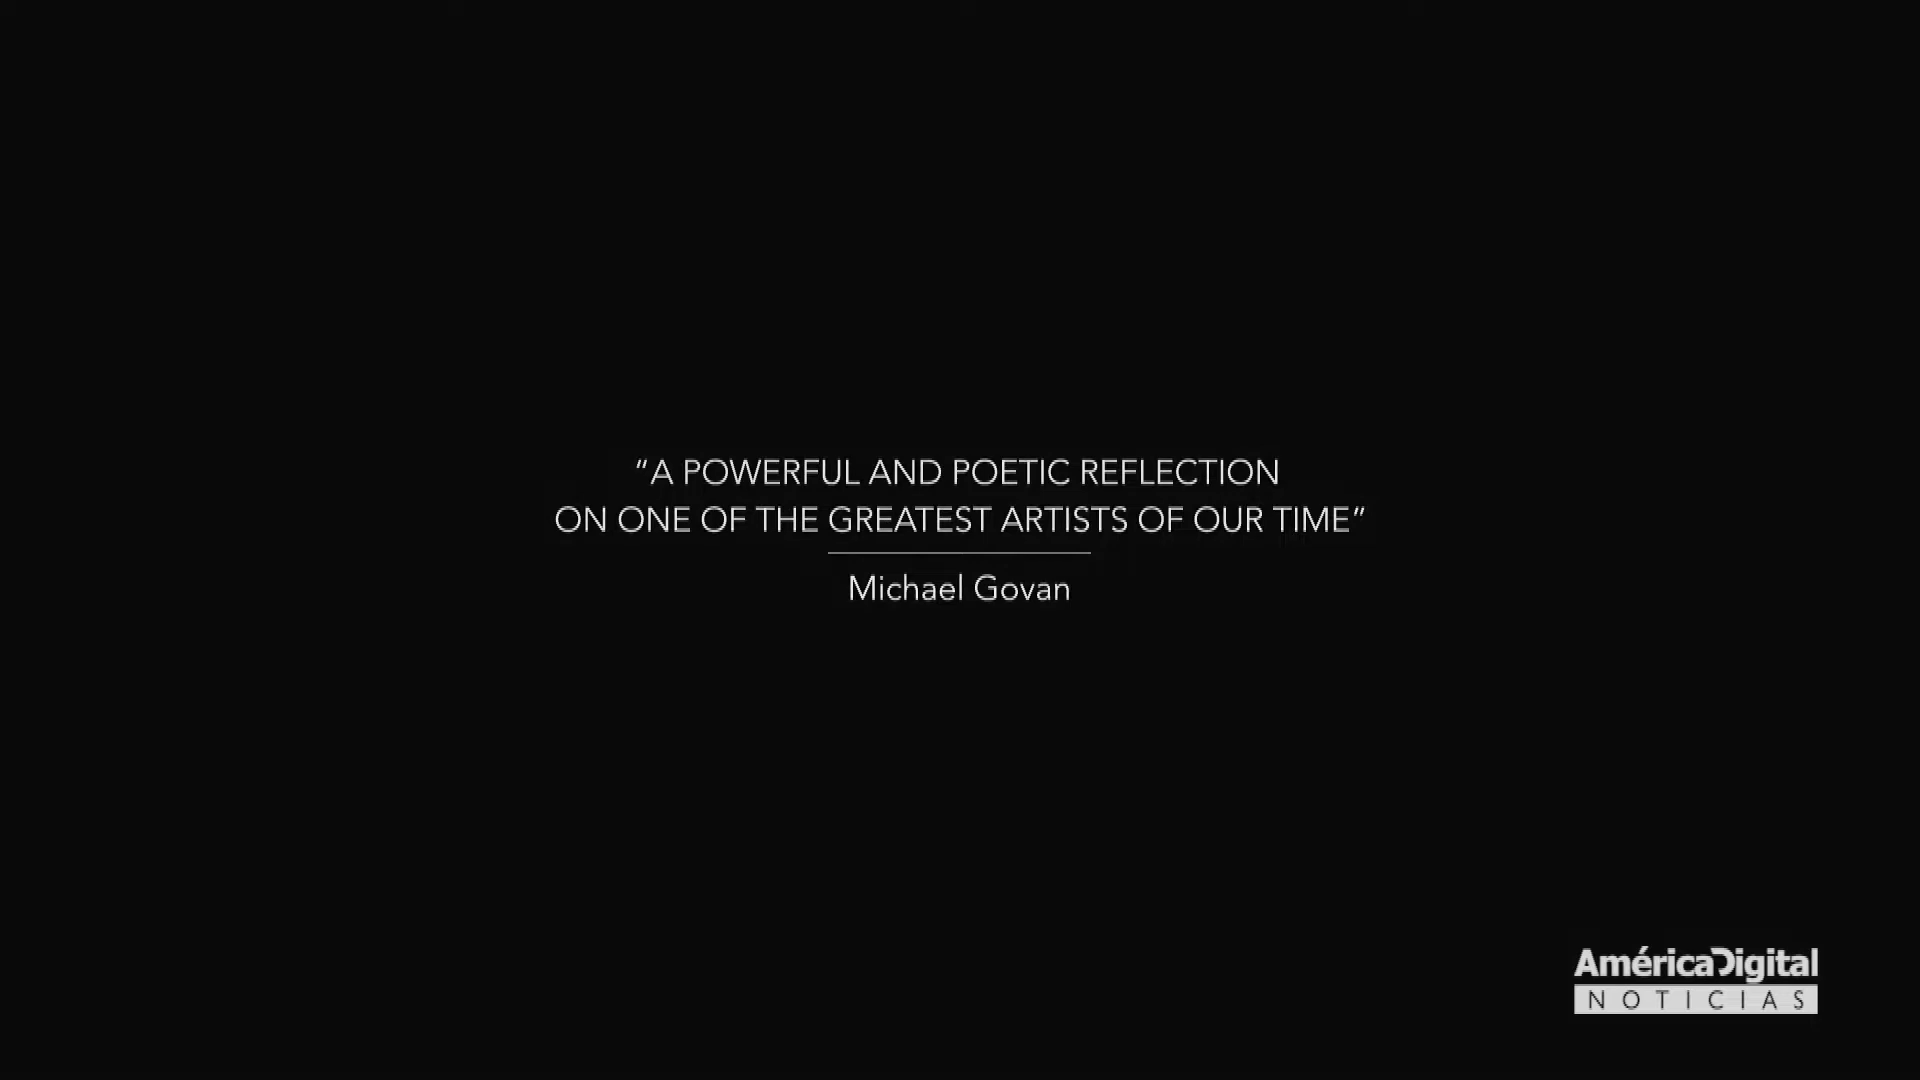 “A POWERFUL AND POETIC REFLECTION
ON ONE OF THE GREATEST ARTISTS OF OUR TIME”
Michael Govan
AméricaDigital
NOTICIAS